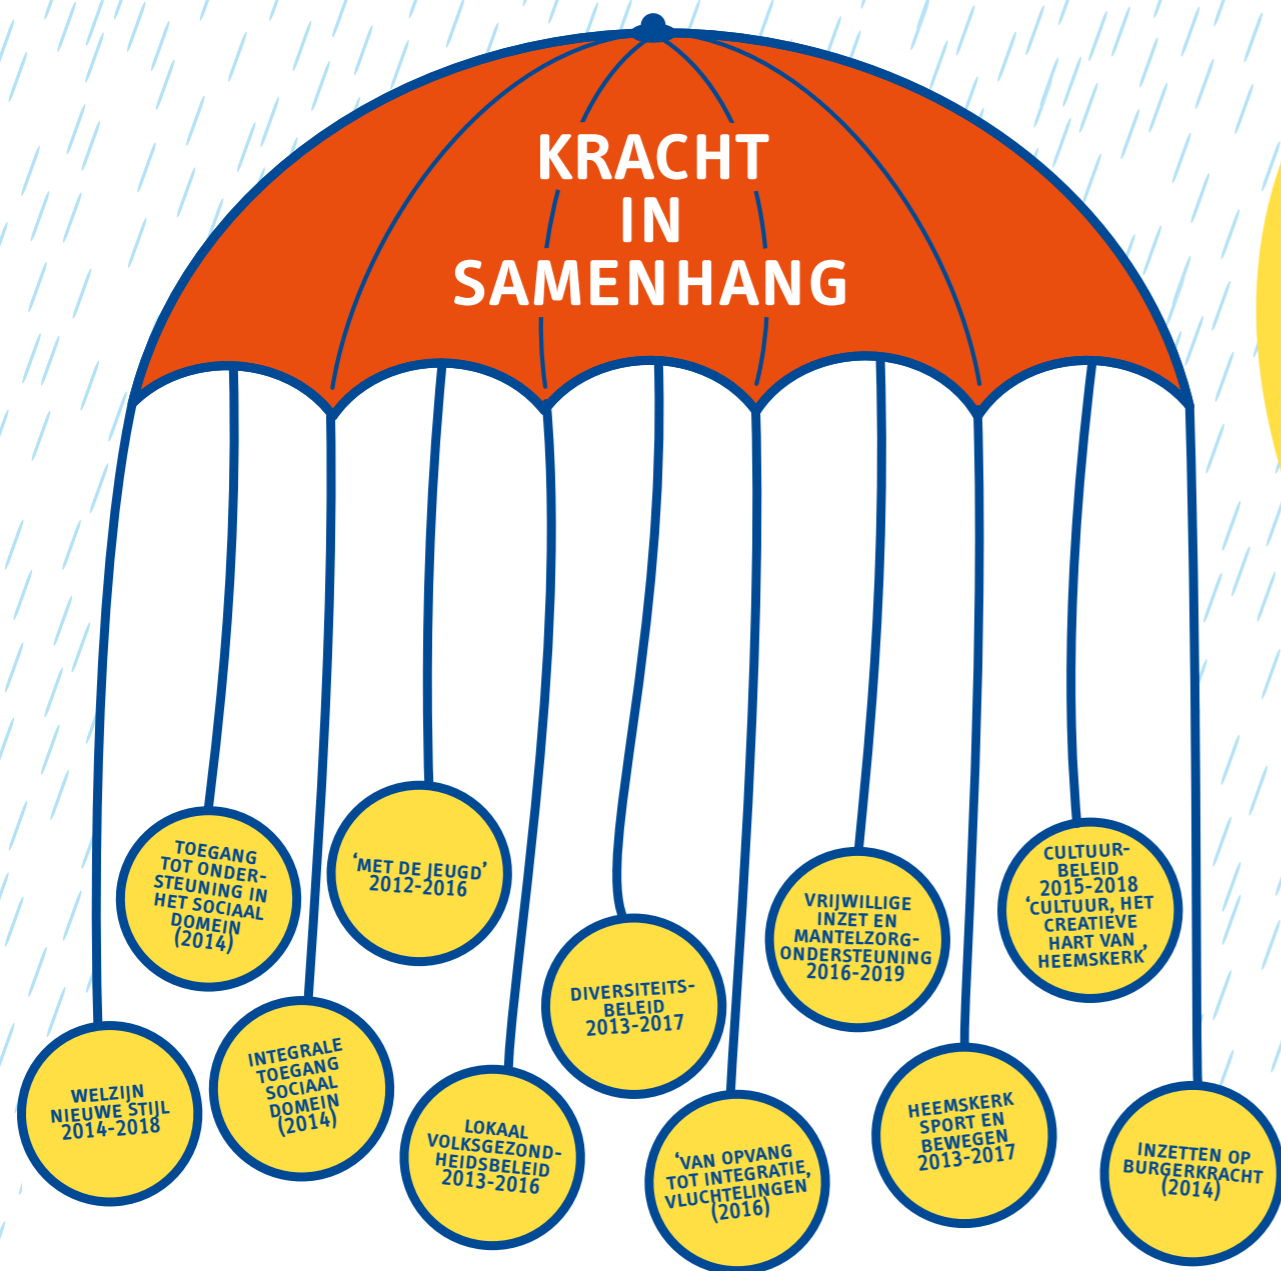 KRACHT
IN
SAMENHANG
TOEGANG
TOT ONDER-
STEUNING IN
HET SOCIAAL
DOMEIN
(2014)
‘MET DE JEUGD’
2012-2016
VRIJWILLIGE
INZET EN
MANTELZORG-
ONDERSTEUNING
2016-2019
CULTUUR-
BELEID
2015-2018
‘CULTUUR, HET
CREATIEVE
HART VAN
HEEMSKERK’
DIVERSITEITS-
BELEID
2013-2017
WELZIJN
NIEUWE STIJL
2014-2018
INTEGRALE
TOEGANG
SOCIAAL
DOMEIN
(2014)
LOKAAL
VOLKSGEZOND-
HEIDSBELEID
2013-2016
‘VAN OPVANG
TOT INTEGRATIE,
VLUCHTELINGEN’
(2016)
HEEMSKERK
SPORT EN
BEWEGEN
2013-2017
INZETTEN OP
BURGERKRACHT
(2014)